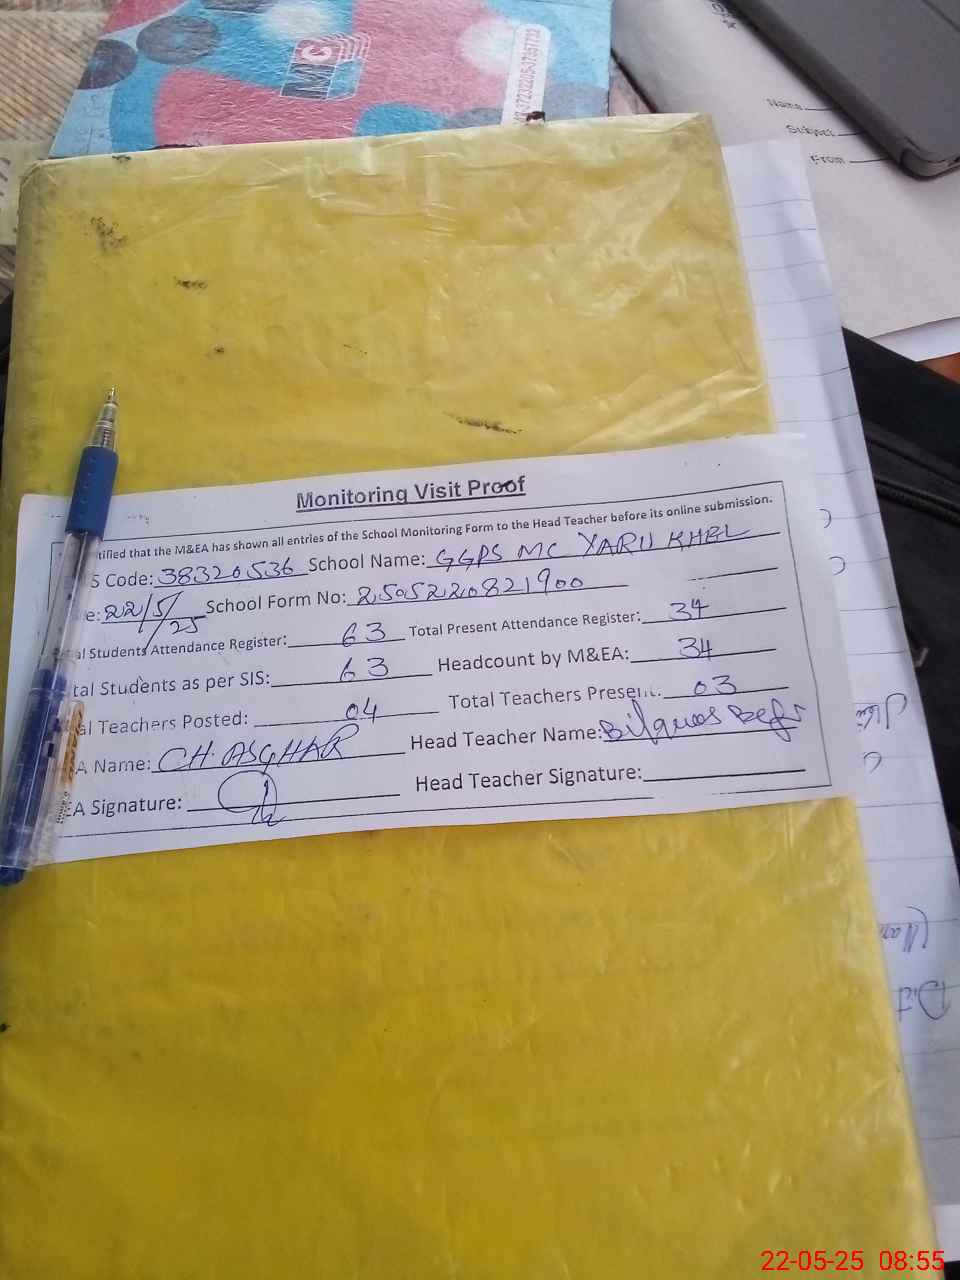 MC
37232205-37357732
Name
Subject
From
Monitoring Visit Proof
tified that the M&EA has shown all entries of the School Monitoring Form to the Head Teacher before its online submission.
S Code: 38320536 School Name: GGPS MC YARU KHEL
e: 22/5/25 School Form No: 2505220821900
al Students Attendance Register: 63 Total Present Attendance Register: 34
tal Students as per SIS: 63 Headcount by M&EA: 34
al Teachers Posted: 04 Total Teachers Present: 03
A Name: CH. ASGHAR Head Teacher Name: Bilquees
EA Signature: Head Teacher Signature:
22-05-25 08:55